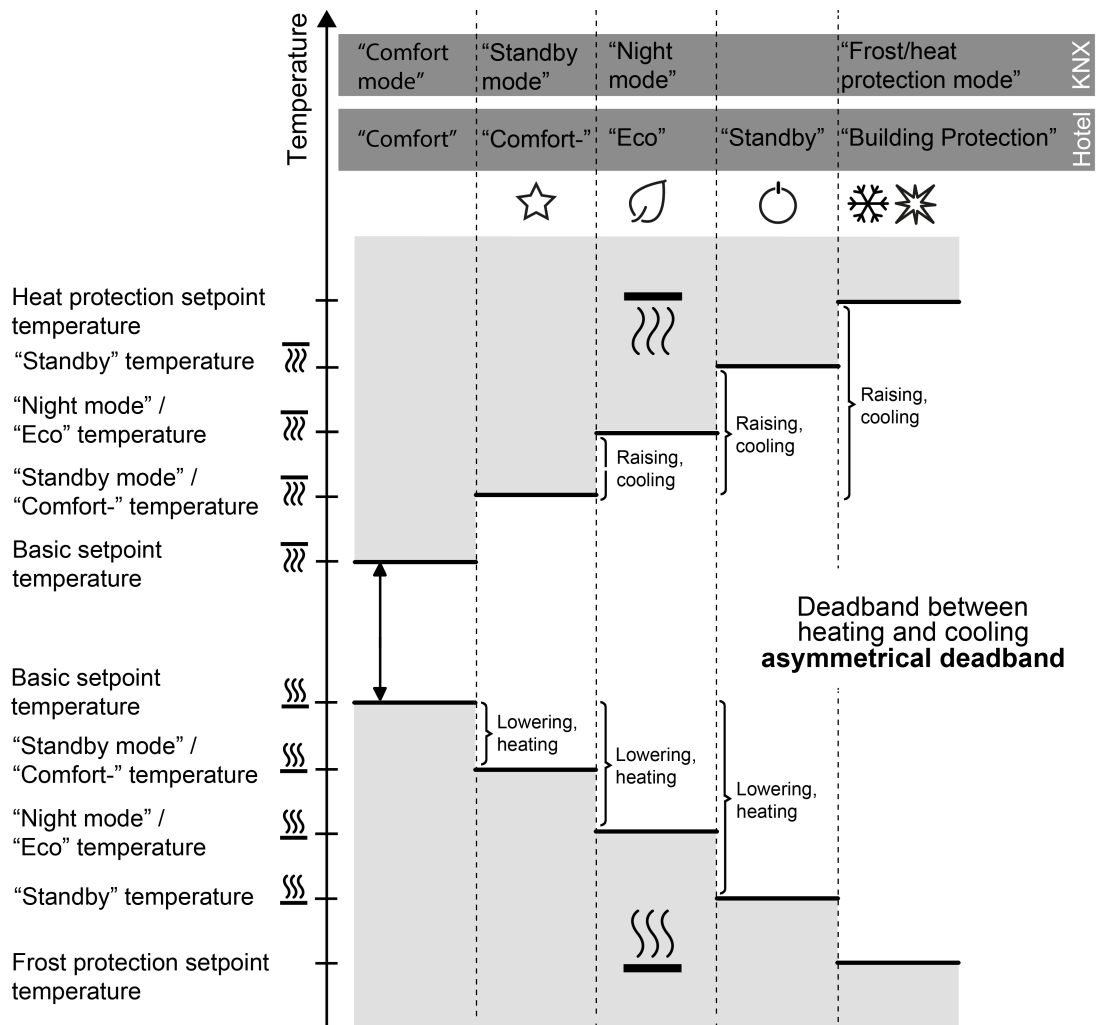 Temperature
“Comfort
mode”
“Standby
mode”
“Night
mode”
“Frost/heat
protection mode”
KNX
“Comfort”
“Comfort-”
“Eco”
“Standby”
“Building Protection”
Hotel
Heat protection setpoint
temperature
“Standby” temperature
“Night mode” /
“Eco” temperature
“Standby mode” /
“Comfort-” temperature
Basic setpoint
temperature
Raising,
cooling
Raising,
cooling
Raising,
cooling
Deadband between
heating and cooling
asymmetrical deadband
Basic setpoint
temperature
“Standby mode” /
“Comfort-” temperature
“Night mode” /
“Eco” temperature
“Standby” temperature
Frost protection setpoint
temperature
Lowering,
heating
Lowering,
heating
Lowering,
heating